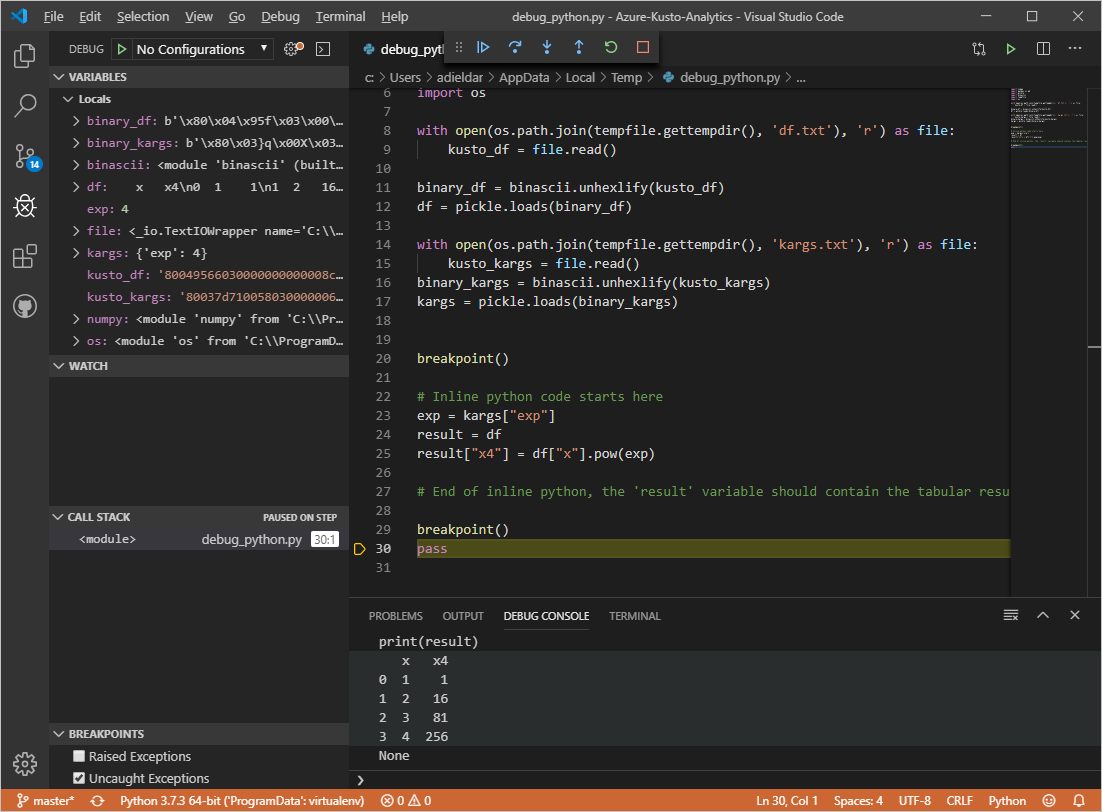 File Edit Selection View Go Debug Terminal Help debug_python.py - Azure-Kusto-Analytics - Visual Studio Code
DEBUG No Configurations
debug_pyth
VARIABLES
Locals
binary_df: b'\x80\x04\x95f\x03\x00\...
binary_kargs: b'\x80\x03}q\x00X\x03...
binascii: <module 'binascii' (built...
df: x x4\n0 1 1\n1 2 16...
exp: 4
file: <_io.TextIOWrapper name='C:\\...
kargs: {'exp': 4}
kusto_df: '80049566030000000000008c...
kusto_kargs: '80037d710058030000006...
numpy: <module 'numpy' from 'C:\\Pr...
os: <module 'os' from 'C:\\ProgramD...
WATCH
CALL STACK PAUSED ON STEP
<module> debug_python.py 30:1
BREAKPOINTS
Raised Exceptions
Uncaught Exceptions
14
c: > Users > adieldar > AppData > Local > Temp > debug_python.py > ...
6 import os
7
8 with open(os.path.join(tempfile.gettempdir(), 'df.txt'), 'r') as file:
9 kusto_df = file.read()
10
11 binary_df = binascii.unhexlify(kusto_df)
12 df = pickle.loads(binary_df)
13
14 with open(os.path.join(tempfile.gettempdir(), 'kargs.txt'), 'r') as file:
15 kusto_kargs = file.read()
16 binary_kargs = binascii.unhexlify(kusto_kargs)
17 kargs = pickle.loads(binary_kargs)
18
19
20 breakpoint()
21
22 # Inline python code starts here
23 exp = kargs["exp"]
24 result = df
25 result["x4"] = df["x"].pow(exp)
26
27 # End of inline python, the 'result' variable should contain the tabular resu
28
29 breakpoint()
30 pass
31
PROBLEMS OUTPUT DEBUG CONSOLE TERMINAL
print(result)
x x4
0 1 1
1 2 16
2 3 81
3 4 256
None
master* Python 3.7.3 64-bit ('ProgramData': virtualenv) 0 0 Ln 30, Col 1 Spaces: 4 UTF-8 CRLF Python